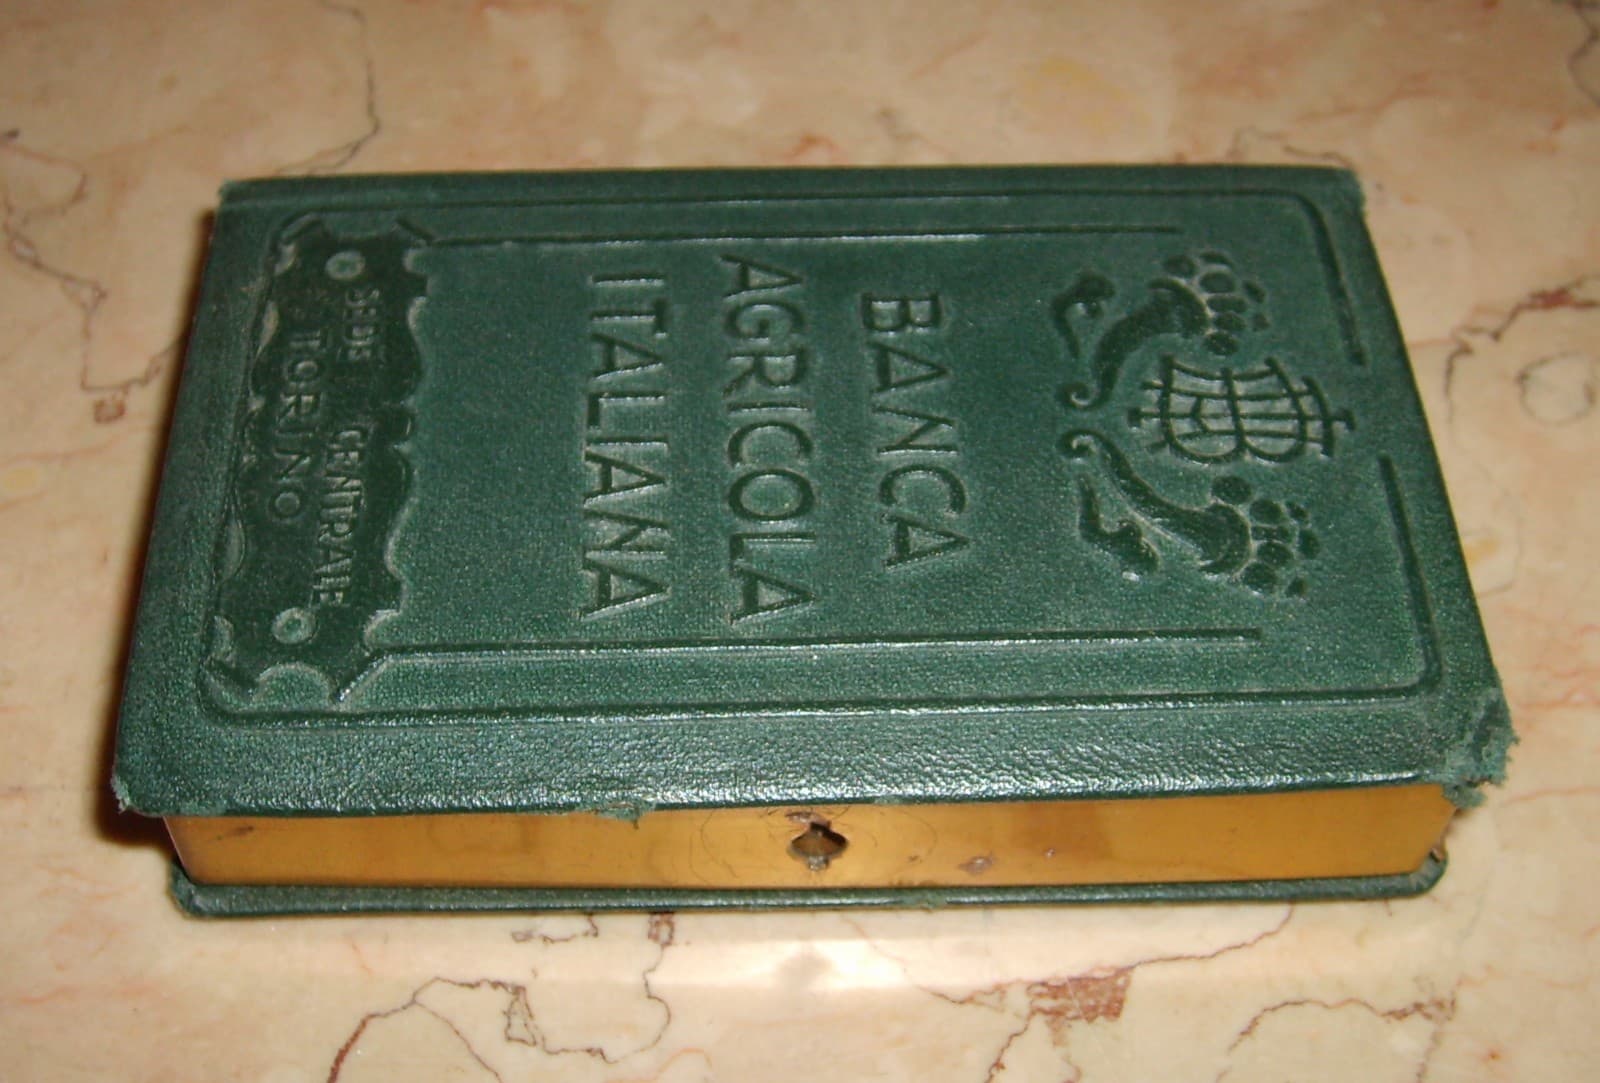 BANCA
AGRICOLA
ITALIANA
SEDE CENTRALE
TORINO